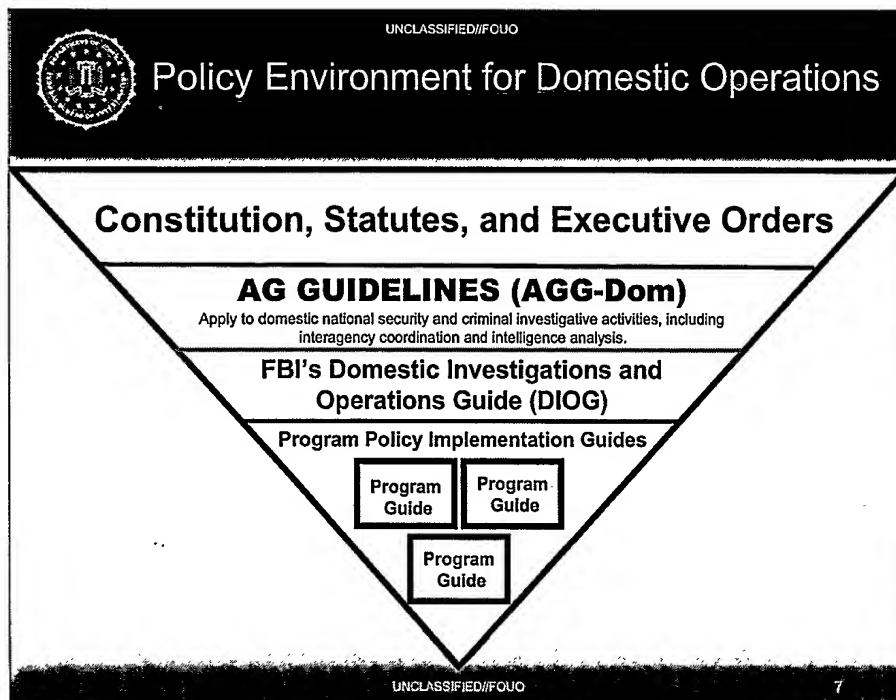 UNCLASSIFIED//FOUO
Policy Environment for Domestic Operations
Constitution, Statutes, and Executive Orders
AG GUIDELINES (AGG-Dom)
Apply to domestic national security and criminal investigative activities, including
interagency coordination and intelligence analysis.
FBI's Domestic Investigations and
Operations Guide (DIOG)
Program Policy Implementation Guides
Program
Guide
Program
Guide
Program
Guide
UNCLASSIFIED//FOUO
7